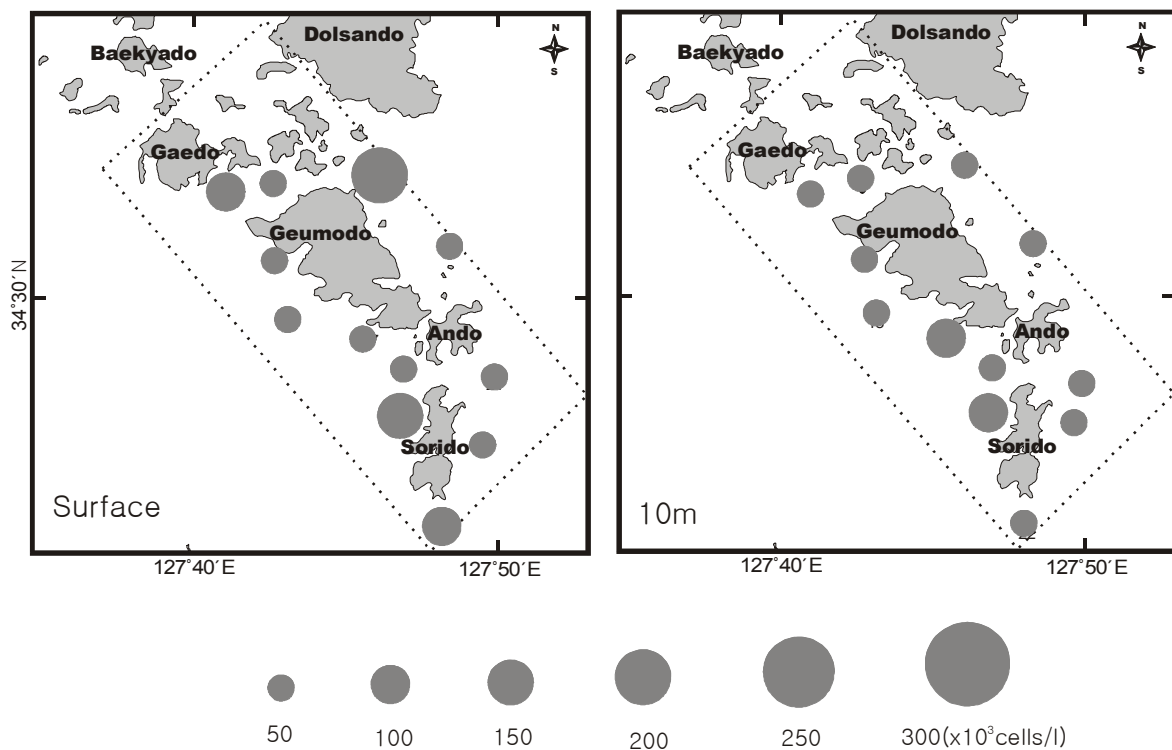 Dolsando
Baekyado
N
S
Gaedo
Geumodo
34°30′N
Ando
Sorido
Surface
127°40′E
127°50′E
Dolsando
Baekyado
N
S
Gaedo
Geumodo
Ando
Sorido
10m
127°40′E
127°50′E
50
100
150
200
250
300(x10³cells/l)